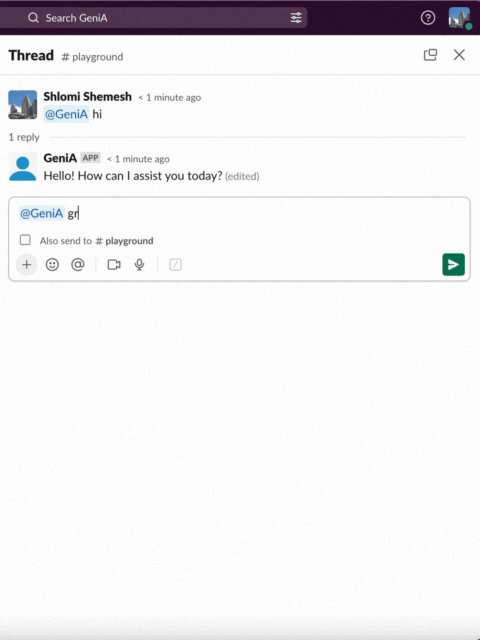 Search GeniA
Thread # playground
Shlomi Shemesh < 1 minute ago
@GeniA hi
1 reply
GeniA APP < 1 minute ago
Hello! How can I assist you today? (edited)
@GeniA gr
Also send to # playground